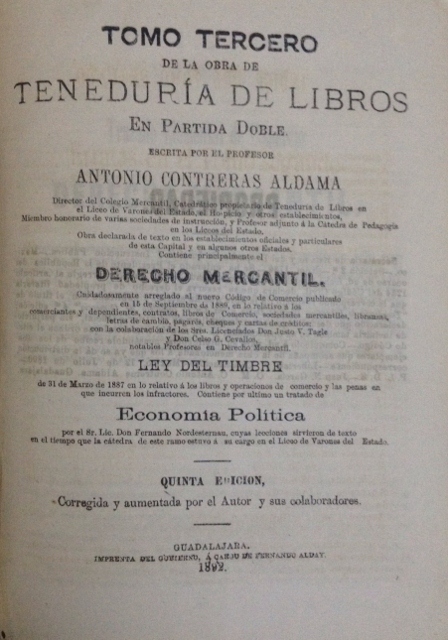 TOMO TERCERO
DE LA OBRA DE
TENEDURÍA DE LIBROS
EN PARTIDA DOBLE.
ESCRITA POR EL PROFESOR
ANTONIO CONTRERAS ALDAMA
Director del Colegio Mercantil, Catedrático propietario de Teneduría de Libros en
el Liceo de Varones del Estado, el Hospicio y otros establecimientos,
Miembro honorario de varias sociedades de instrucción, y Profesor adjunto á la Cátedra de Pedagogía
en los Liceos del Estado.
Obra declarada de texto en los establecimientos oficiales y particulares
de esta Capital y en algunos otros Estados.
Contiene principalmente el
DERECHO MERCANTIL.
Cuidadosamente arreglado al nuevo Código de Comercio publicado
en 15 de Septiembre de 1889, en lo relativo á los
comerciantes y dependientes, contratos, libros de Comercio, sociedades mercantiles,
letras de cambio, pagarés, cheques y cartas de crédito;
con la colaboración de los Sres. Licenciados Don Justo V. Tagle
y Don Celso G. Cevallos,
notables Profesores en Derecho Mercantil.
LEY DEL TIMBRE
de 31 de Marzo de 1887 en lo relativo á los libros y operaciones de comercio y las penas en
que incurren los infractores. Contiene por ultimo un tratado de
Economia Política
por el Sr. Lic. Don Fernando Nordensternau, cuyas lecciones sirvieron de texto
en el tiempo que la cátedra de este ramo estuvo á su cargo en el Liceo de Varones del Estado.
QUINTA EDICION,
Corregida y aumentada por el Autor y sus colaboradores.
GUADALAJARA.
IMPRENTA DEL GOBIERNO, Á CARGO DE FERNANDO ALDAY.
1892.